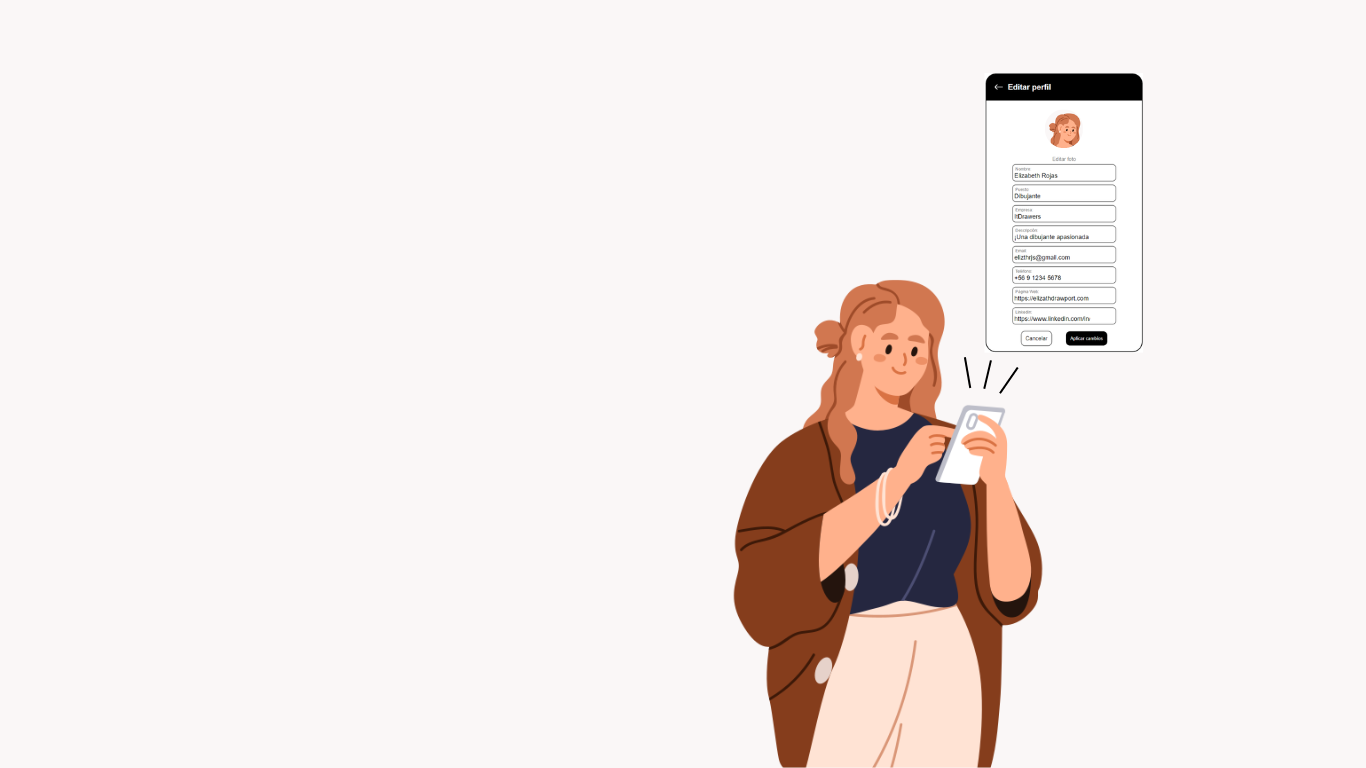 Editar perfil
Editar foto
Nombre
Elizabeth Rojas
Puesto
Dibujante
Empresa
!!Drawers
Descripción
¡Una dibujante apasionada
Email
elizthrjs@gmail.com
Teléfono
+56 9 1234 5678
Página Web
https://elizathdrawport.com
LinkedIn
https://www.linkedin.com/in
Cancelar
Aplicar cambios